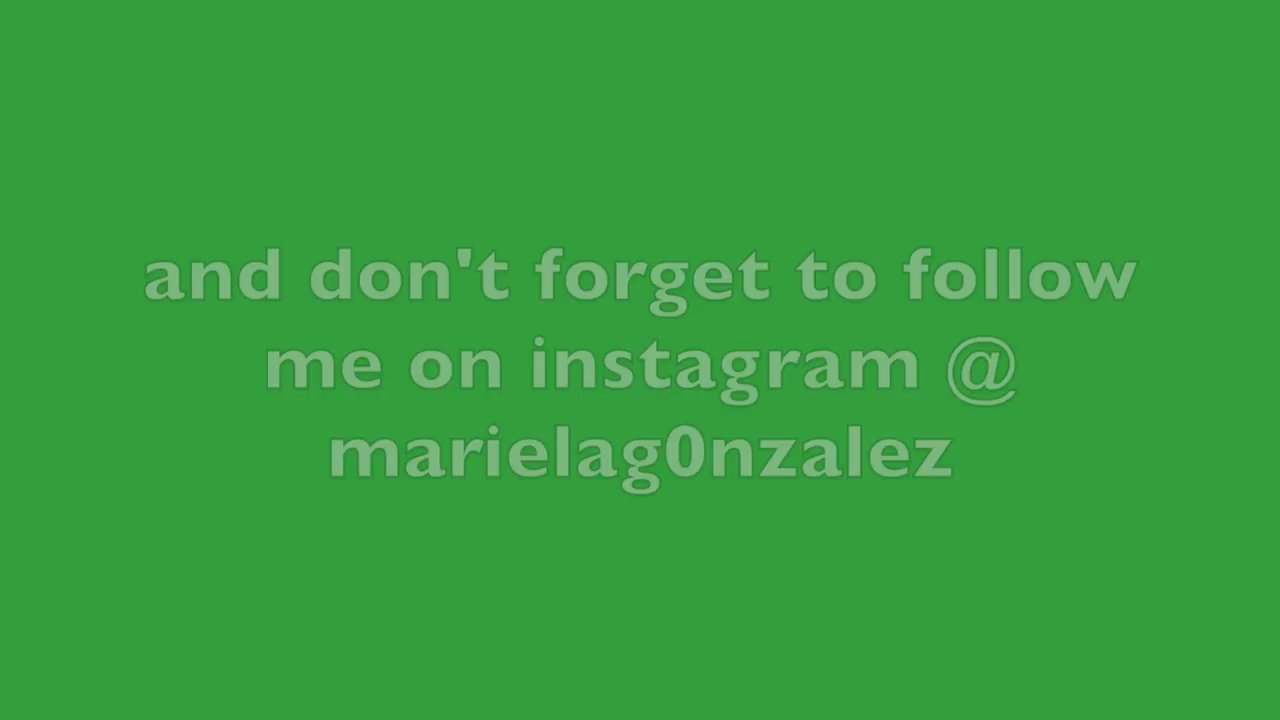 and don't forget to follow
me on instagram @
marielag0nzalez